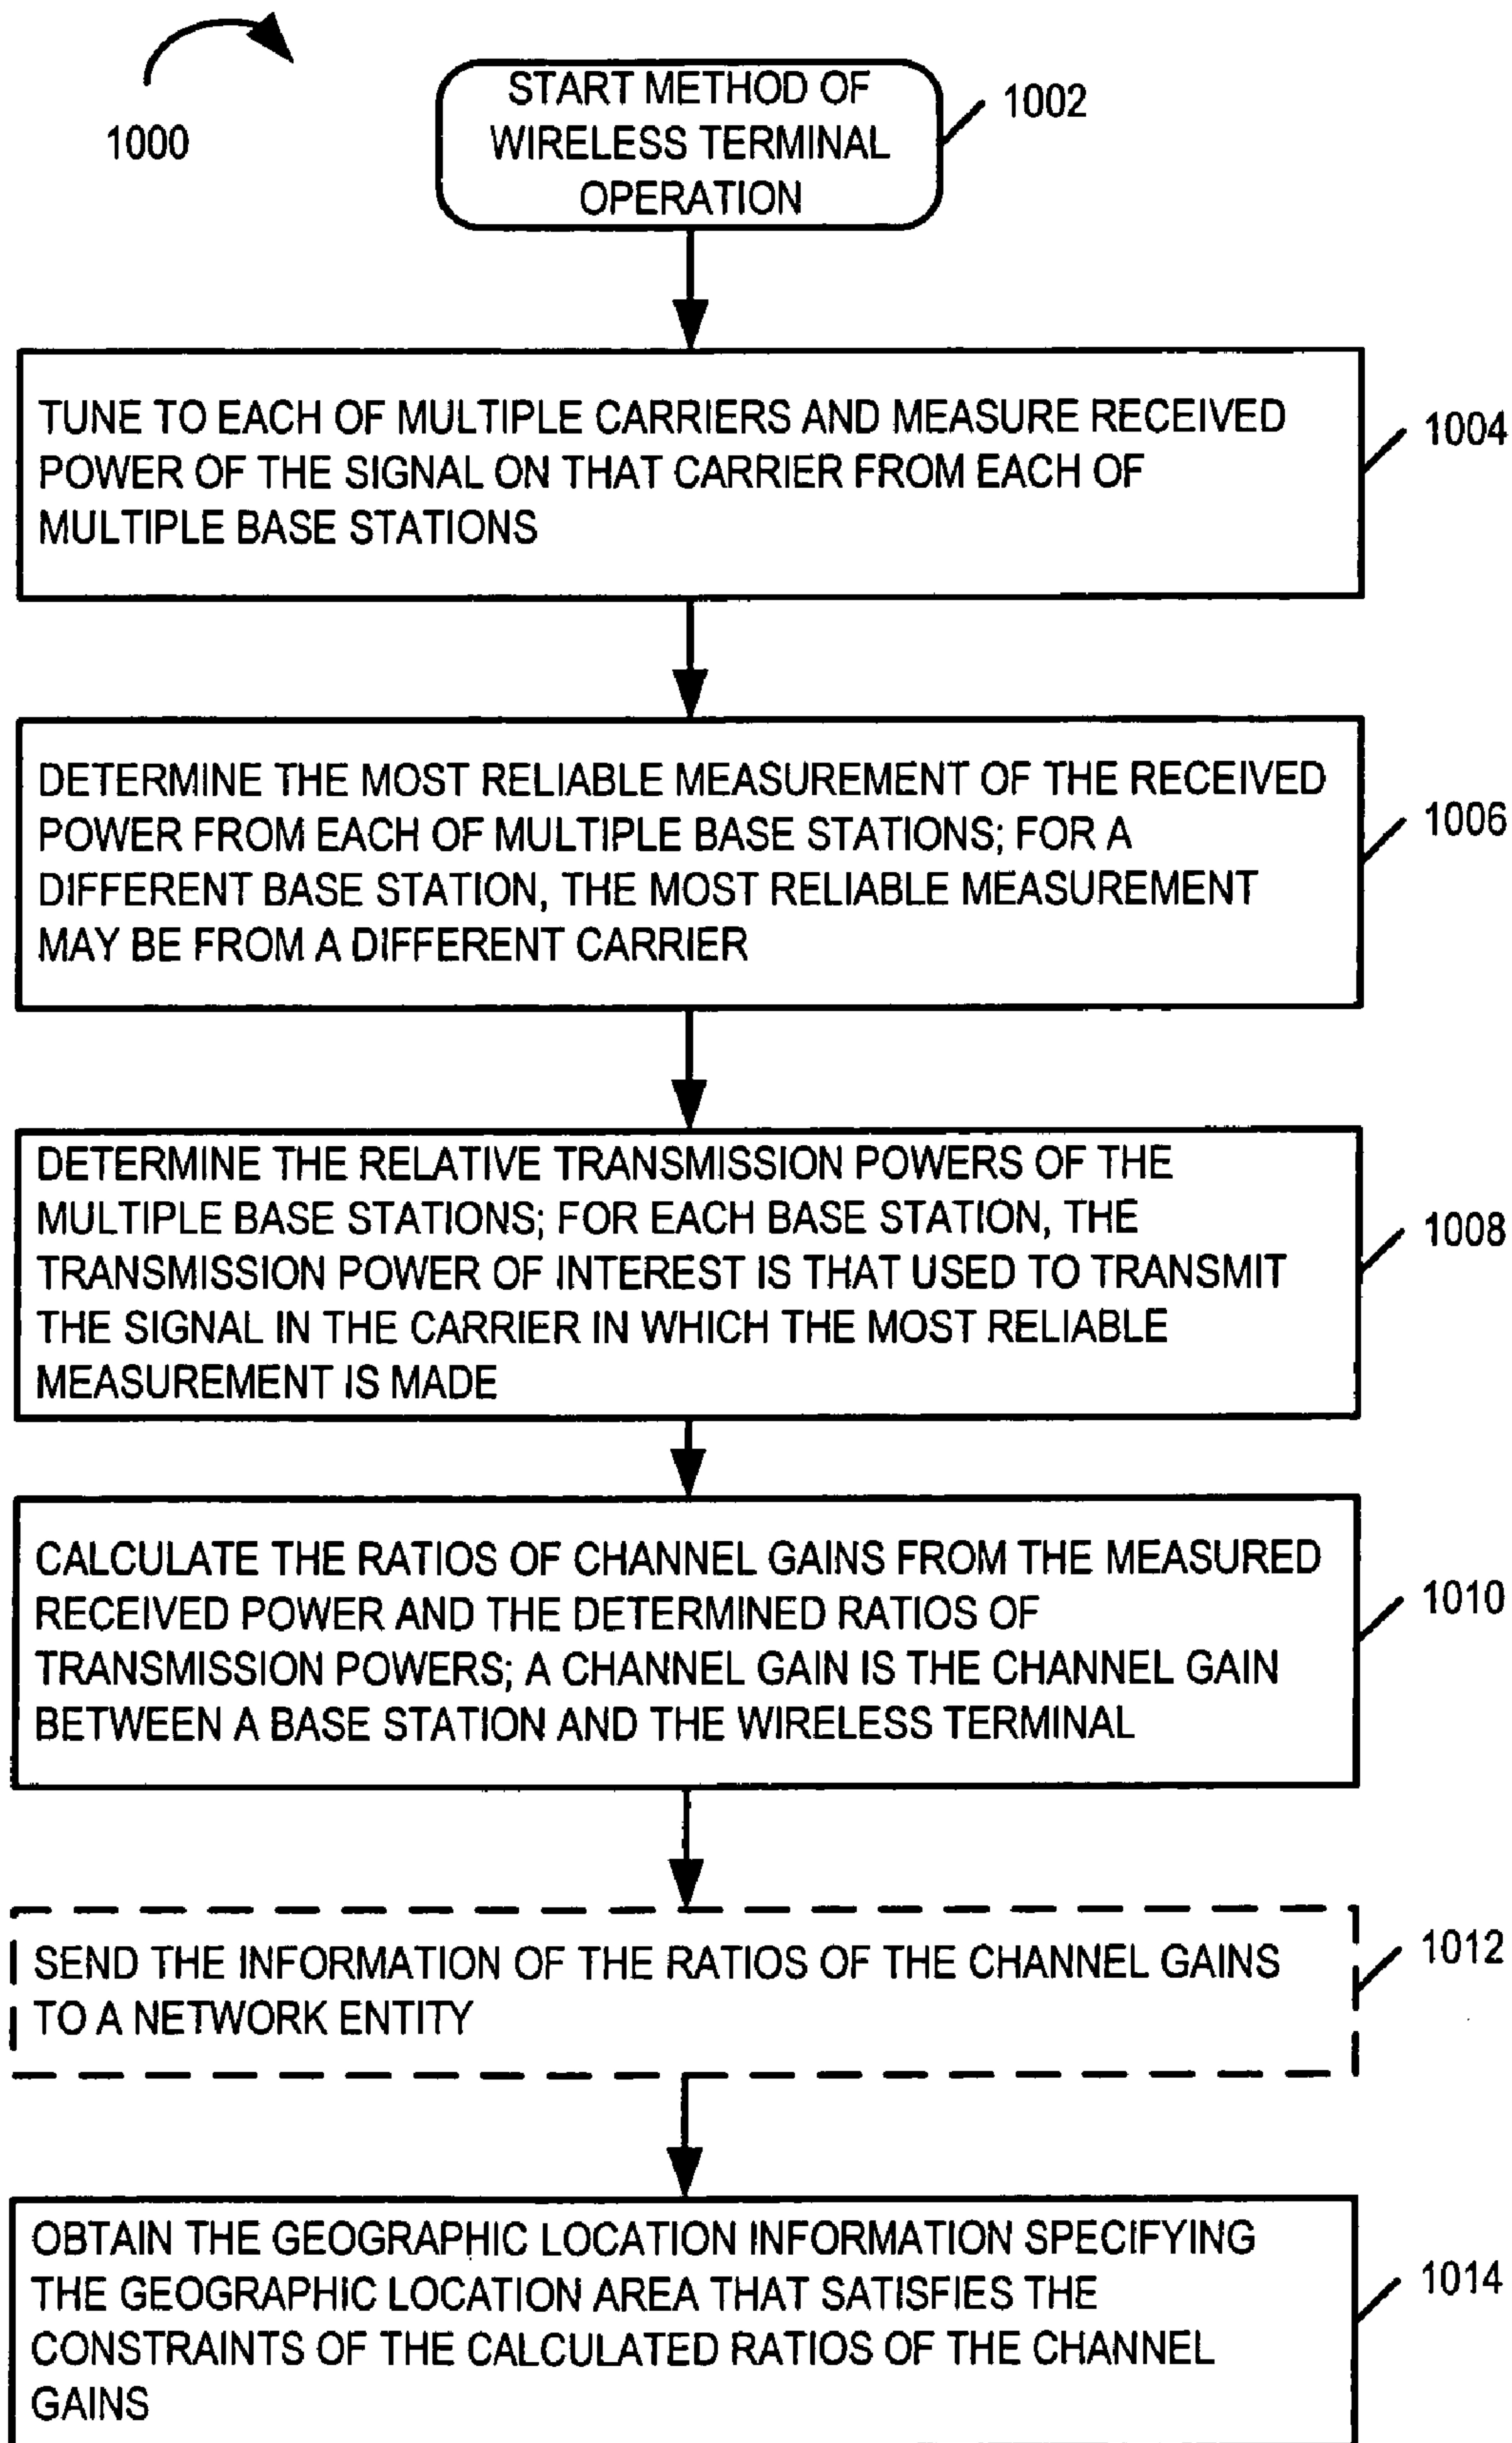 1000
START METHOD OF
WIRELESS TERMINAL
OPERATION
1002
TUNE TO EACH OF MULTIPLE CARRIERS AND MEASURE RECEIVED
POWER OF THE SIGNAL ON THAT CARRIER FROM EACH OF
MULTIPLE BASE STATIONS
1004
DETERMINE THE MOST RELIABLE MEASUREMENT OF THE RECEIVED
POWER FROM EACH OF MULTIPLE BASE STATIONS; FOR A
DIFFERENT BASE STATION, THE MOST RELIABLE MEASUREMENT
MAY BE FROM A DIFFERENT CARRIER
1006
DETERMINE THE RELATIVE TRANSMISSION POWERS OF THE
MULTIPLE BASE STATIONS; FOR EACH BASE STATION, THE
TRANSMISSION POWER OF INTEREST IS THAT USED TO TRANSMIT
THE SIGNAL IN THE CARRIER IN WHICH THE MOST RELIABLE
MEASUREMENT IS MADE
1008
CALCULATE THE RATIOS OF CHANNEL GAINS FROM THE MEASURED
RECEIVED POWER AND THE DETERMINED RATIOS OF
TRANSMISSION POWERS; A CHANNEL GAIN IS THE CHANNEL GAIN
BETWEEN A BASE STATION AND THE WIRELESS TERMINAL
1010
SEND THE INFORMATION OF THE RATIOS OF THE CHANNEL GAINS
TO A NETWORK ENTITY
1012
OBTAIN THE GEOGRAPHIC LOCATION INFORMATION SPECIFYING
THE GEOGRAPHIC LOCATION AREA THAT SATISFIES THE
CONSTRAINTS OF THE CALCULATED RATIOS OF THE CHANNEL
GAINS
1014